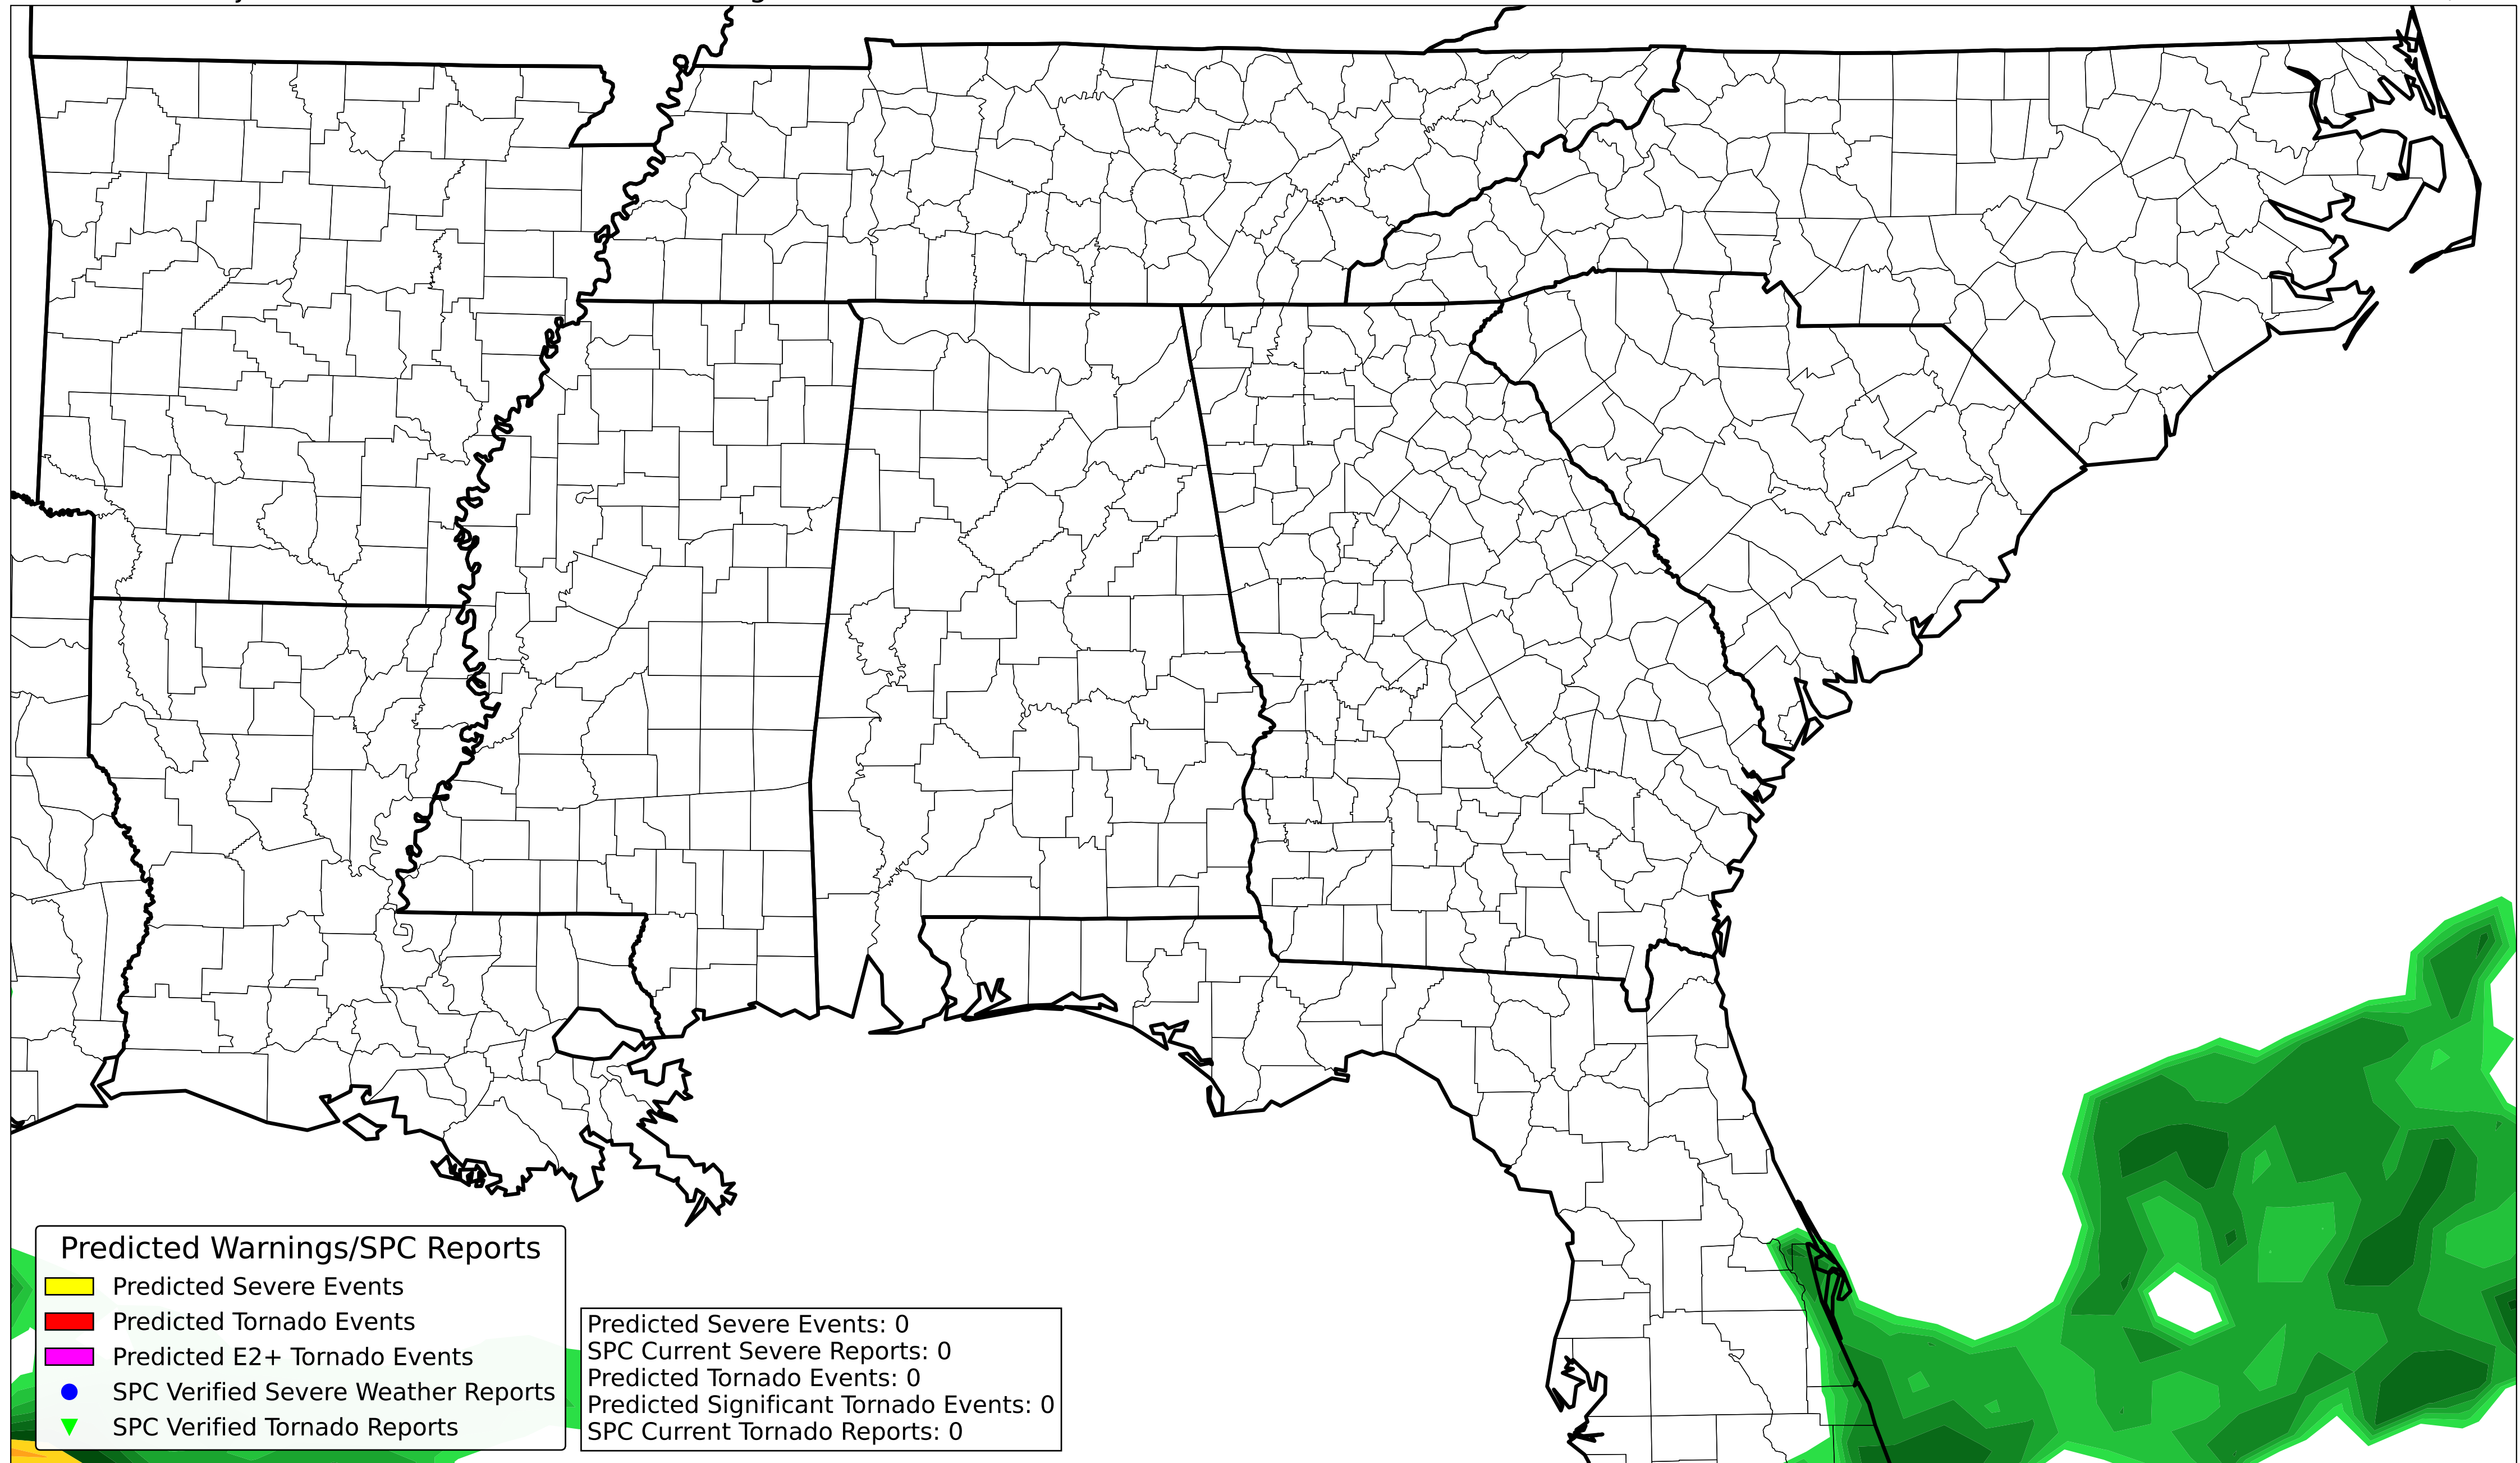 Predicted Warnings/SPC Reports
Predicted Severe Events
Predicted Tornado Events
Predicted E2+ Tornado Events
SPC Verified Severe Weather Reports
SPC Verified Tornado Reports
Predicted Severe Events: 0
SPC Current Severe Reports: 0
Predicted Tornado Events: 0
Predicted Significant Tornado Events: 0
SPC Current Tornado Reports: 0